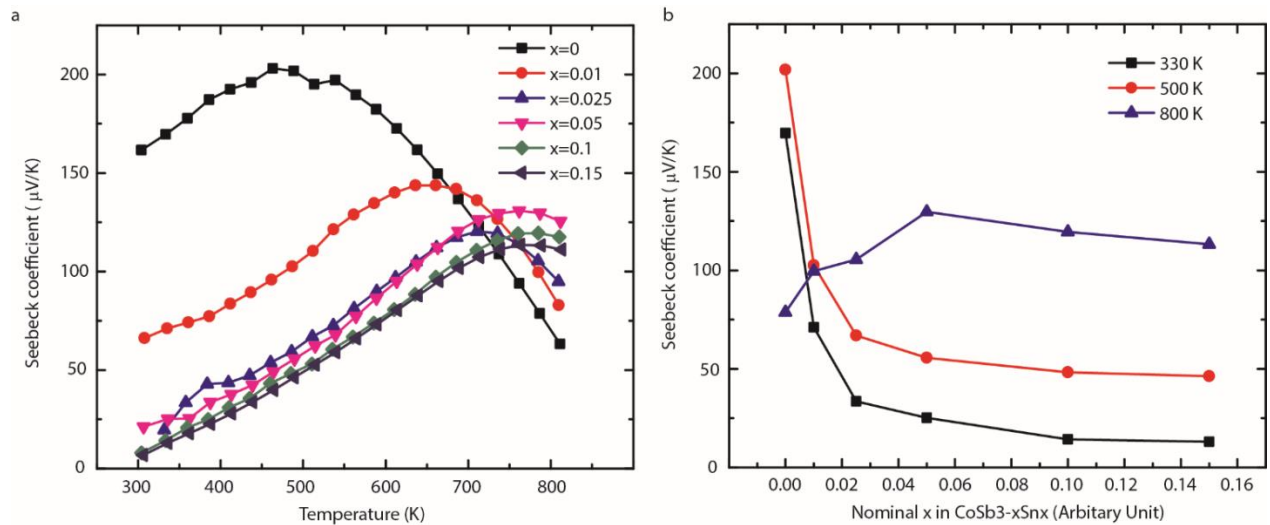 a
Seebeck coefficient ( μV/K)
200
150
100
50
0
300 400 500 600 700 800
Temperature (K)
x=0
x=0.01
x=0.025
x=0.05
x=0.1
x=0.15
b
Seebeck coefficient ( μV/K)
200
150
100
50
0
0.00 0.02 0.04 0.06 0.08 0.10 0.12 0.14 0.16
Nominal x in CoSb3-xSnx (Arbitary Unit)
330 K
500 K
800 K